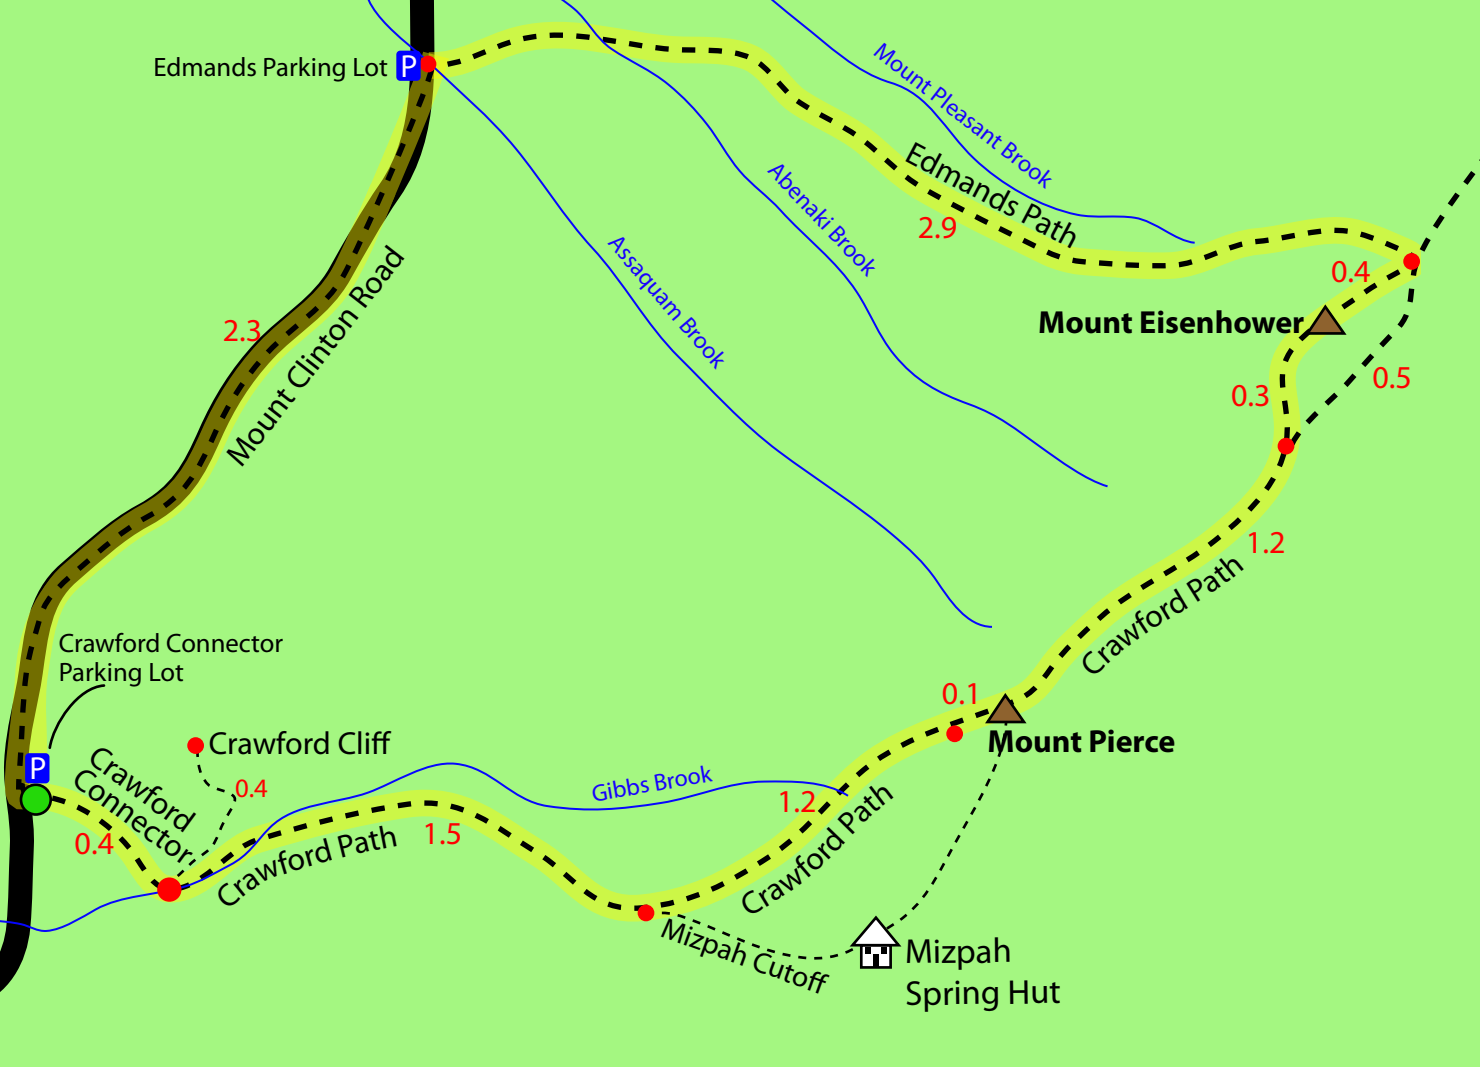 Edmands Parking Lot
P
Mount Pleasant Brook
Edmands Path
2.9
Abenaki Brook
Assaquam Brook
0.4
Mount Eisenhower
0.3
0.5
2.3
Mount Clinton Road
1.2
Crawford Path
Crawford Connector
Parking Lot
P
0.1
Mount Pierce
Crawford Cliff
0.4
Crawford
Connector
0.4
Gibbs Brook
1.2
Crawford Path
Crawford Path
1.5
Mizpah Cutoff
Mizpah
Spring Hut